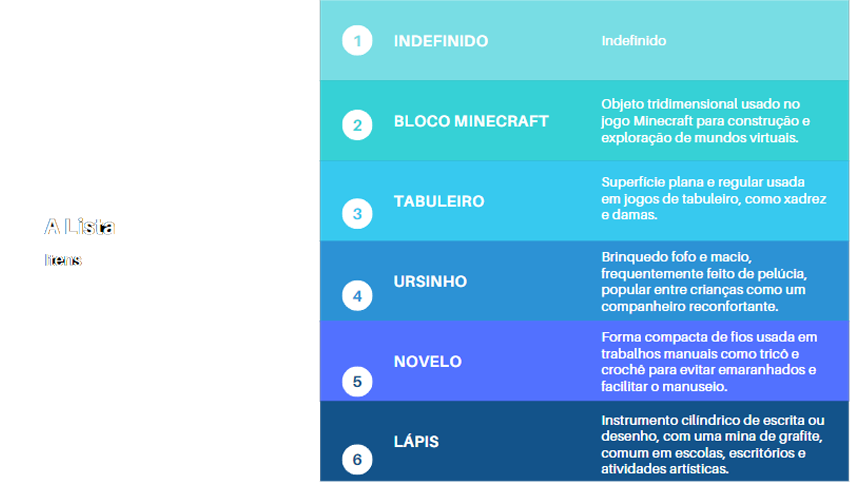 A Lista
Itens
1 INDEFINIDO Indefinido
2 BLOCO MINECRAFT
Objeto tridimensional usado no
jogo Minecraft para construção e
exploração de mundos virtuais.
3 TABULEIRO
Superfície plana e regular usada
em jogos de tabuleiro, como xadrez
e damas.
4 URSINHO
Brinquedo fofo e macio,
frequentemente feito de pelúcia,
popular entre crianças como um
companheiro reconfortante.
5 NOVELO
Forma compacta de fios usada em
trabalhos manuais como tricô e
crochê para evitar emaranhados e
facilitar o manuseio.
6 LÁPIS
Instrumento cilíndrico de escrita ou
desenho, com uma mina de grafite,
comum em escolas, escritórios e
atividades artísticas.